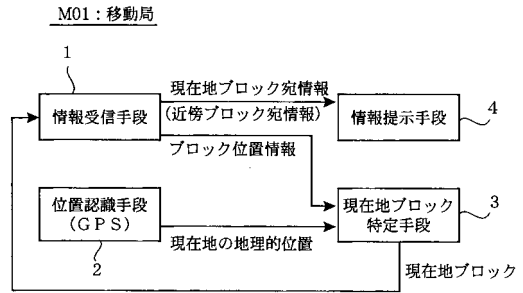 M01：移動局
1
情報受信手段
現在地ブロック宛情報
(近傍ブロック宛情報)
情報提示手段
4
ブロック位置情報
位置認識手段
(GPS)
2
現在地の地理的位置
現在地ブロック
特定手段
3
現在地ブロック